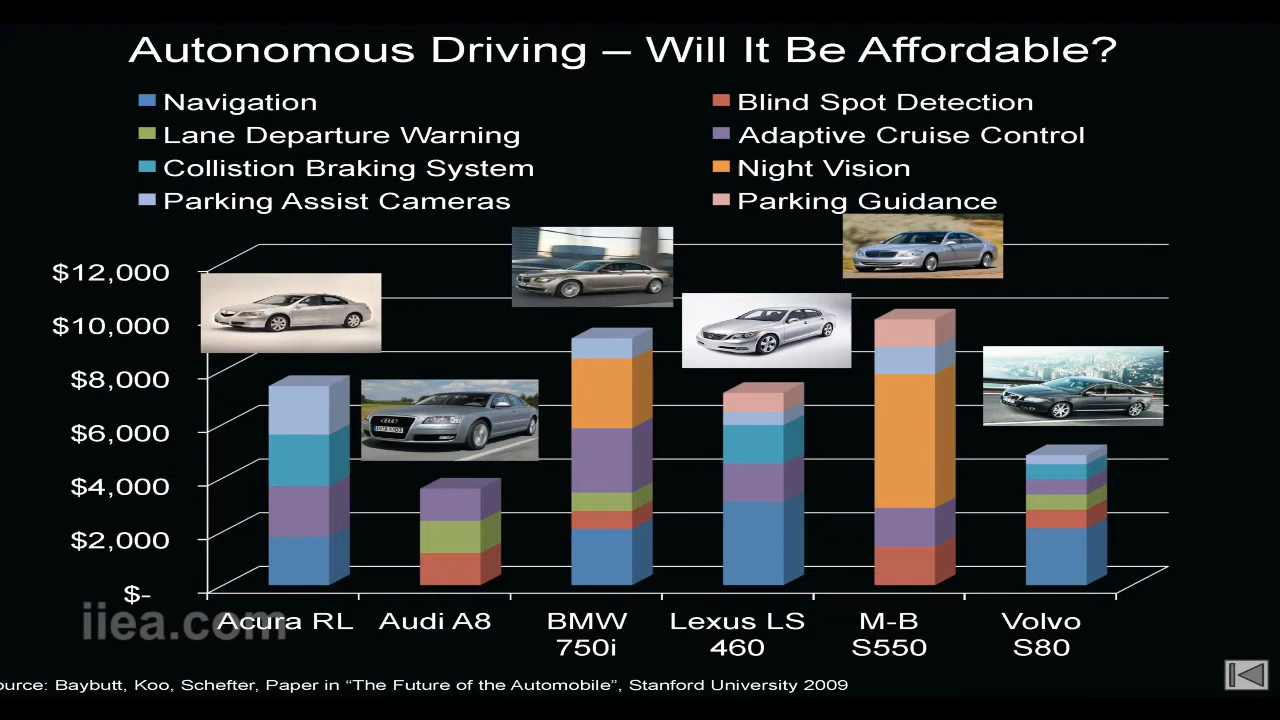 Autonomous Driving – Will It Be Affordable?
Navigation
Blind Spot Detection
Lane Departure Warning
Adaptive Cruise Control
Collistion Braking System
Night Vision
Parking Assist Cameras
Parking Guidance
$12,000
$10,000
$8,000
$6,000
$4,000
$2,000
$-
iiea.com
Acura RL
Audi A8
BMW
750i
Lexus LS
460
M-B
S550
Volvo
S80
ource: Baybutt, Koo, Schefter, Paper in “The Future of the Automobile”, Stanford University 2009